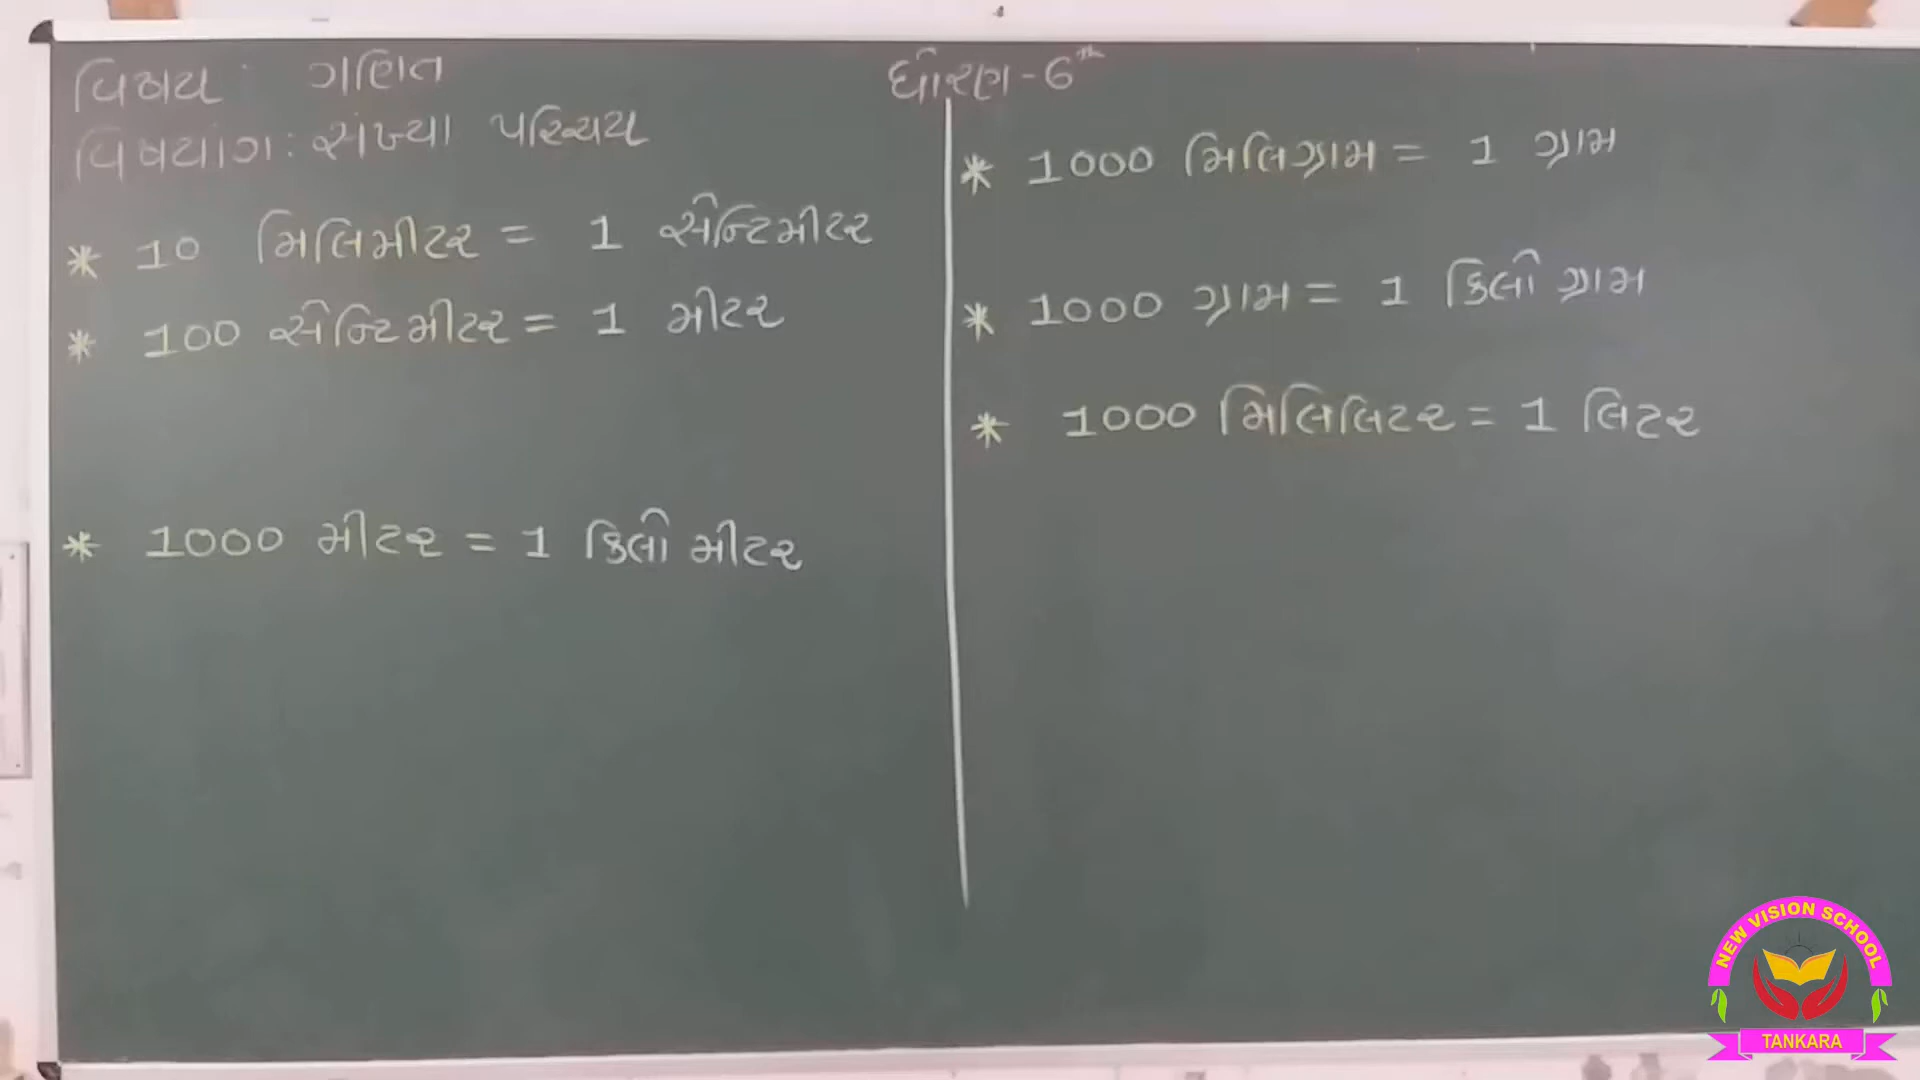 વિષય : ગણિત
ધોરણ - 6th
વિષયાંગ : સંખ્યા પરિચય
* 10 મિલિમીટર = 1 સેન્ટિમીટર
* 100 સેન્ટિમીટર = 1 મીટર
* 1000 મીટર = 1 કિલો મીટર
* 1000 મિલિગ્રામ = 1 ગ્રામ
* 1000 ગ્રામ = 1 કિલો ગ્રામ
* 1000 મિલિલિટર = 1 લિટર
NEW VISION SCHOOL
TANKARA